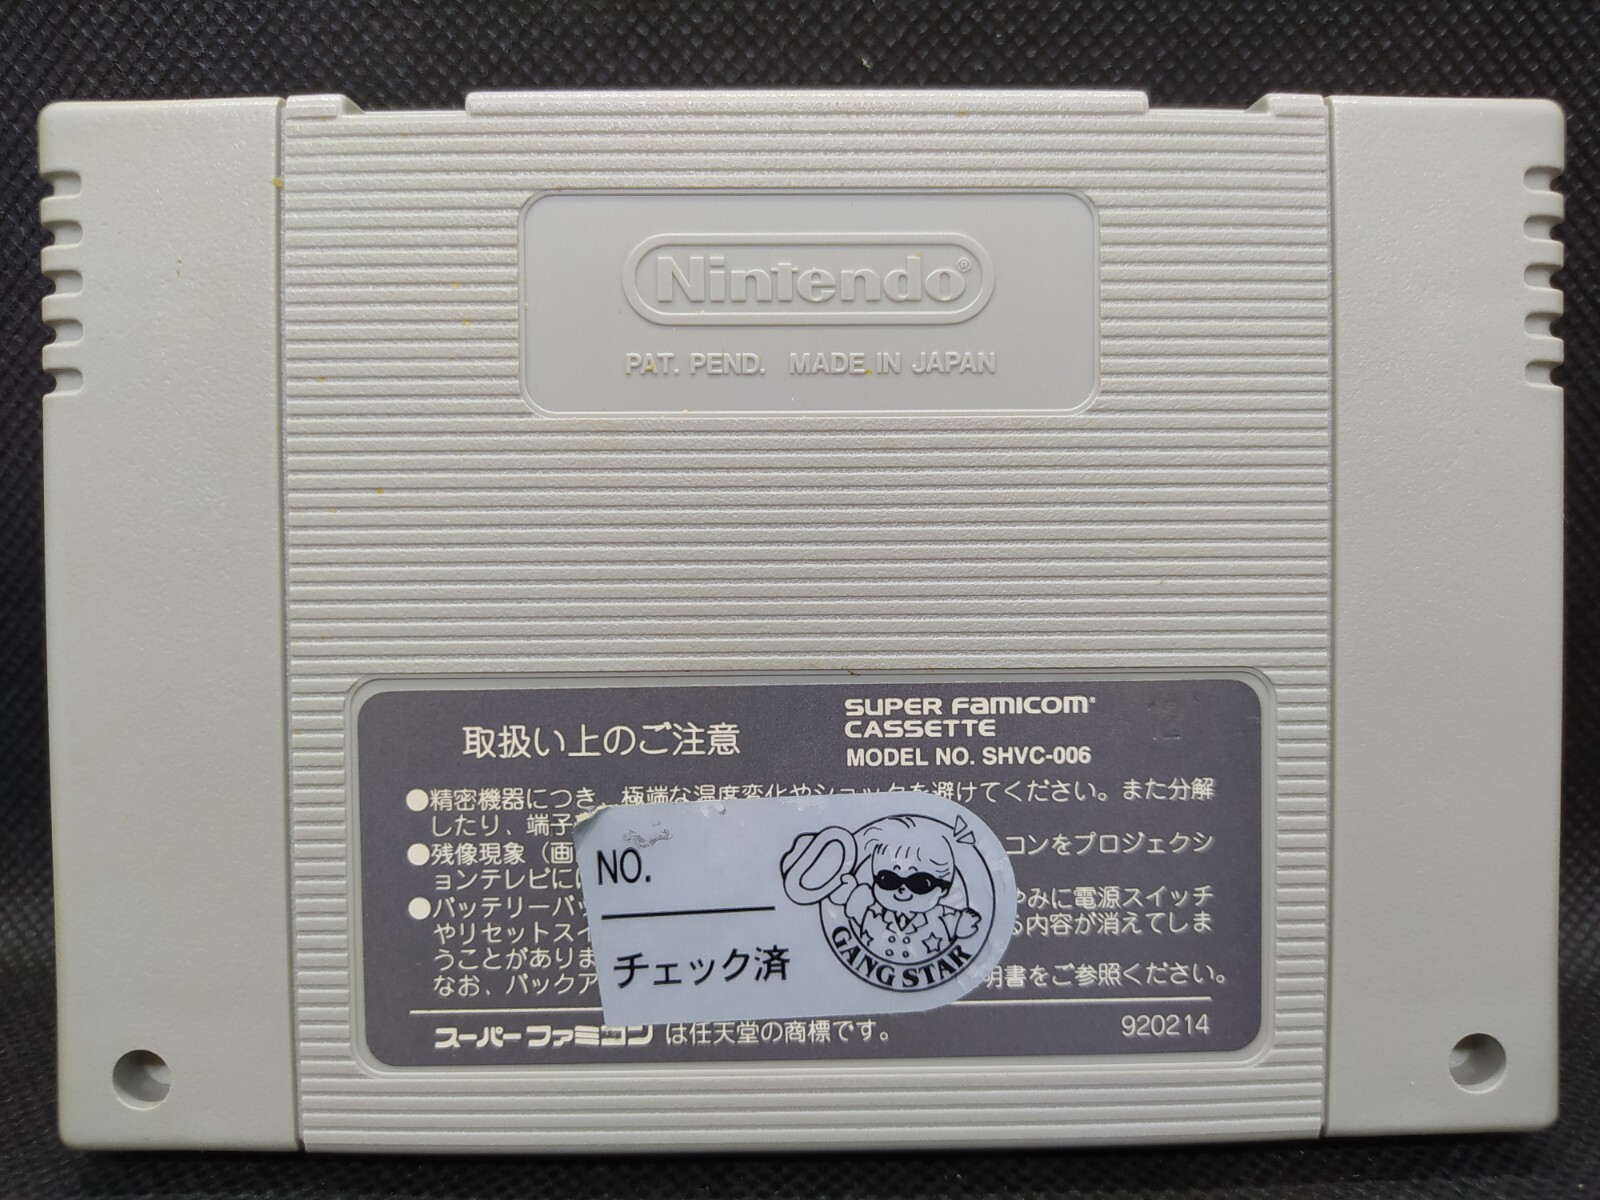 Nintendo®
PAT. PEND. MADE IN JAPAN
取扱い上のご注意
SUPER FAMICOM®
CASSETTE
MODEL NO. SHVC-006
12
●精密機器につき、極端な温度変化やショックを避けてください。また分解
したり、端子
●残像現象（画
コンをプロジェクシ
ョンテレビに
●バッテリーバッ
みに電源スイッチ
やリセットスイ
内容が消えてしま
うことがありま
なお、バックア
明書をご参照ください。
スーパーファミコン は任天堂の商標です。
920214
NO.
チェック済
GANG STAR